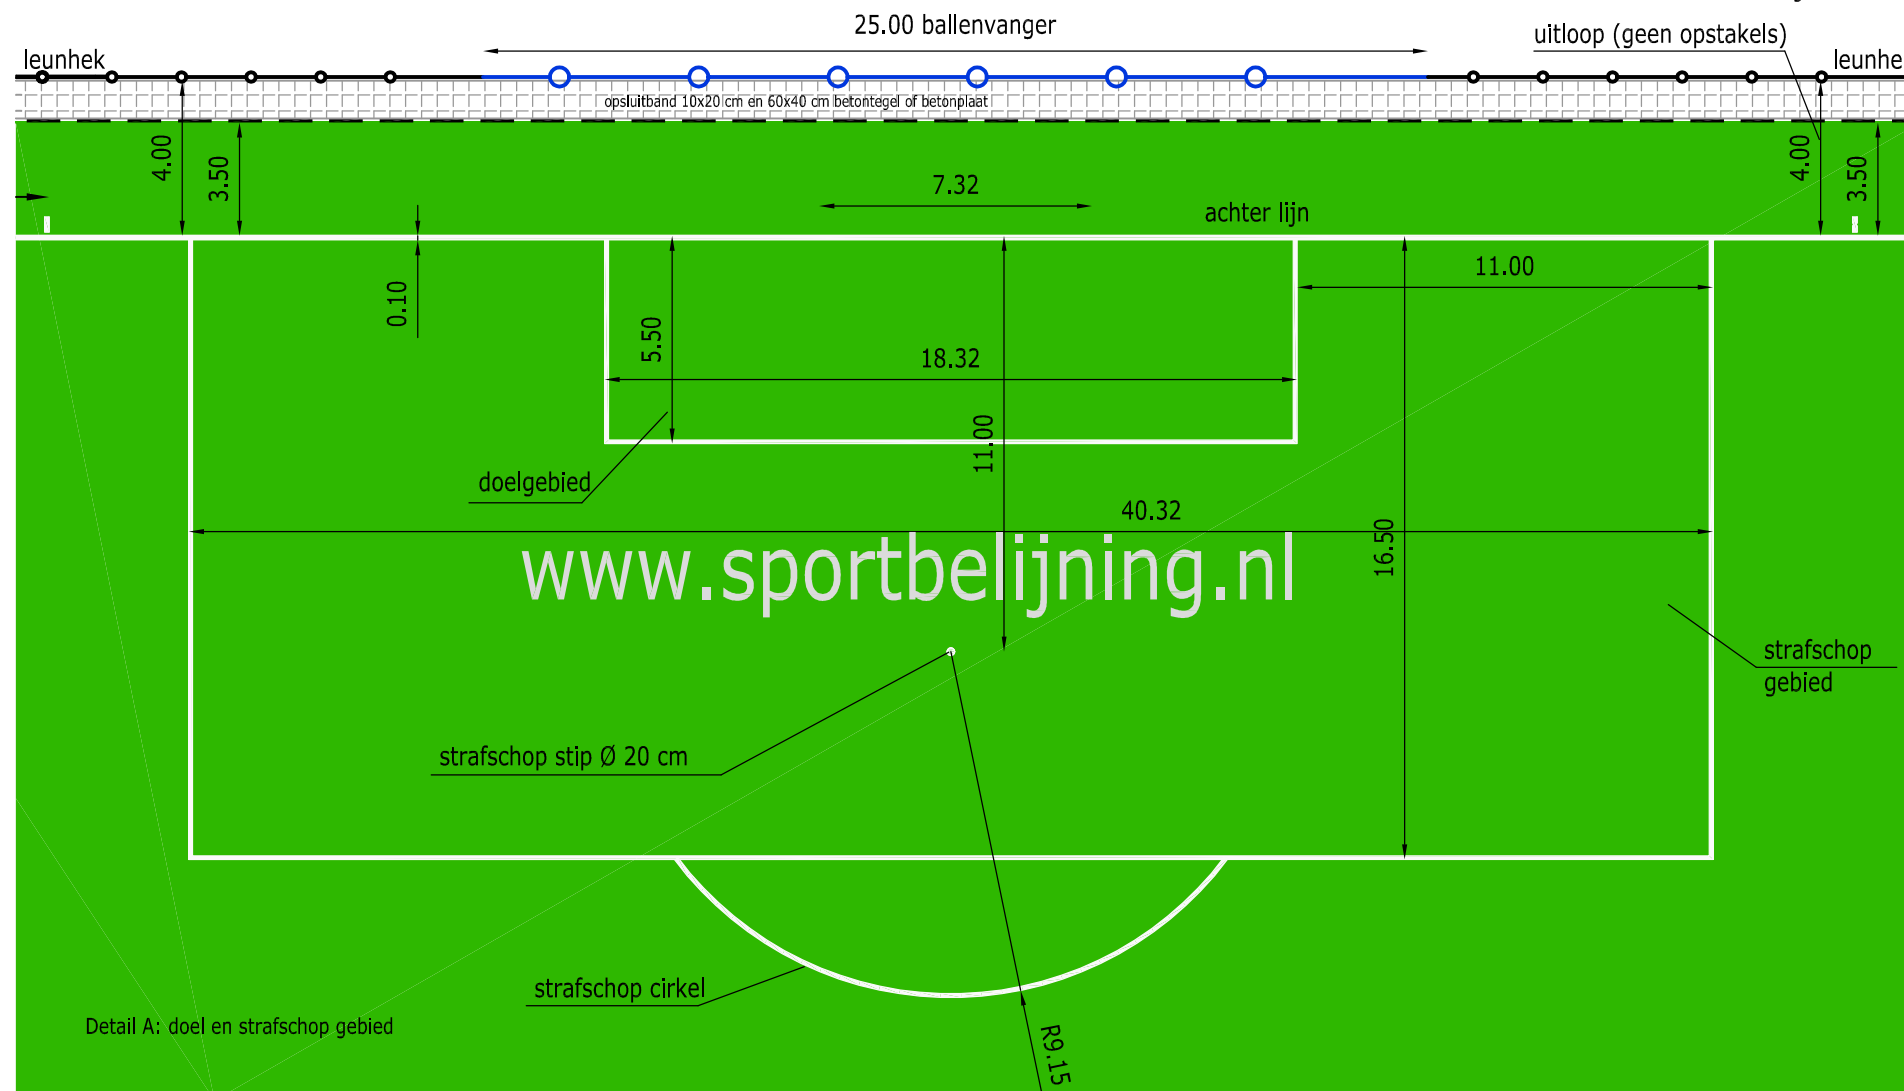 25.00 ballenvanger
uitloop (geen opstakels)
leunhek
leunhe
opsluitband 10x20 cm en 60x40 cm betontegel of betonplaat
4.00
3.50
7.32
achter lijn
4.00
3.50
0.10
11.00
5.50
18.32
11.00
doelgebied
40.32
16.50
www.sportbelijning.nl
strafschop
gebied
strafschop stip Ø 20 cm
strafschop cirkel
Detail A: doel en strafschop gebied
R9.15